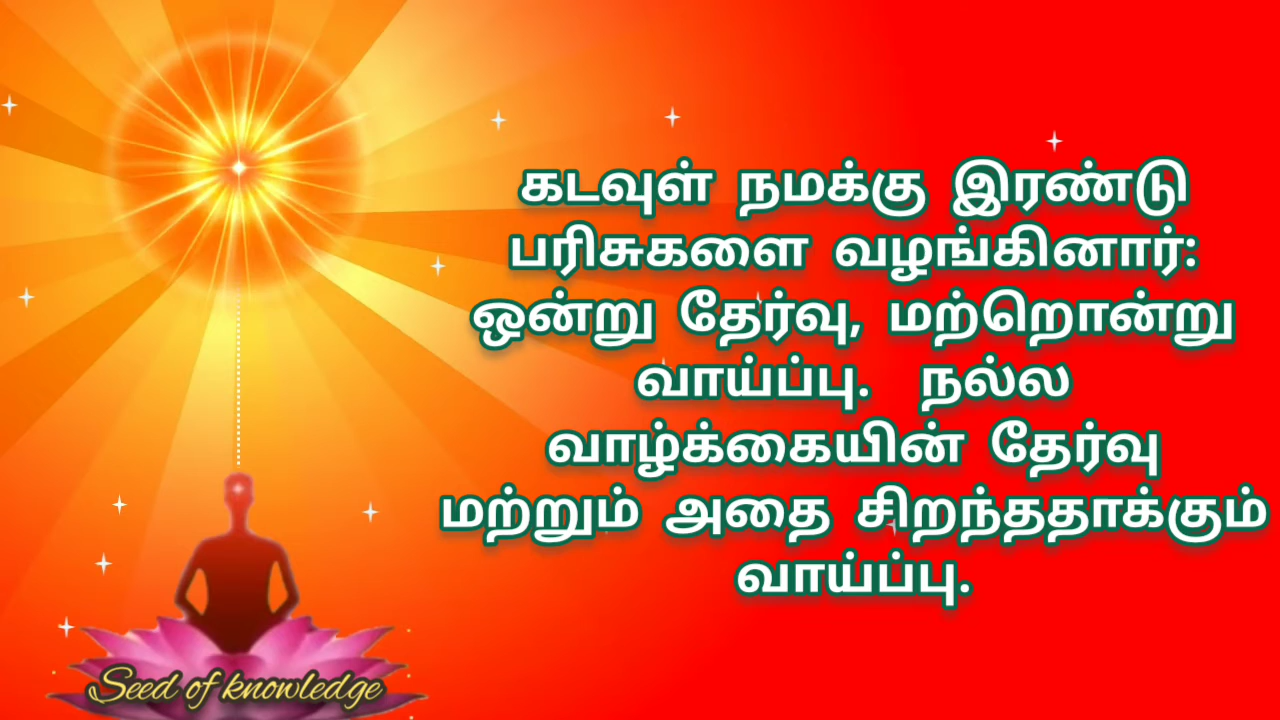 கடவுள் நமக்கு இரண்டு
பரிசுகளை வழங்கினார்:
ஒன்று தேர்வு, மற்றொன்று
வாய்ப்பு. நல்ல
வாழ்க்கையின் தேர்வு
மற்றும் அதை சிறந்ததாக்கும்
வாய்ப்பு.
Seed of knowledge